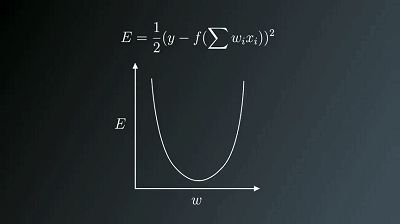 E = \frac{1}{2}(y - f(\sum w_i x_i))^2
E
w